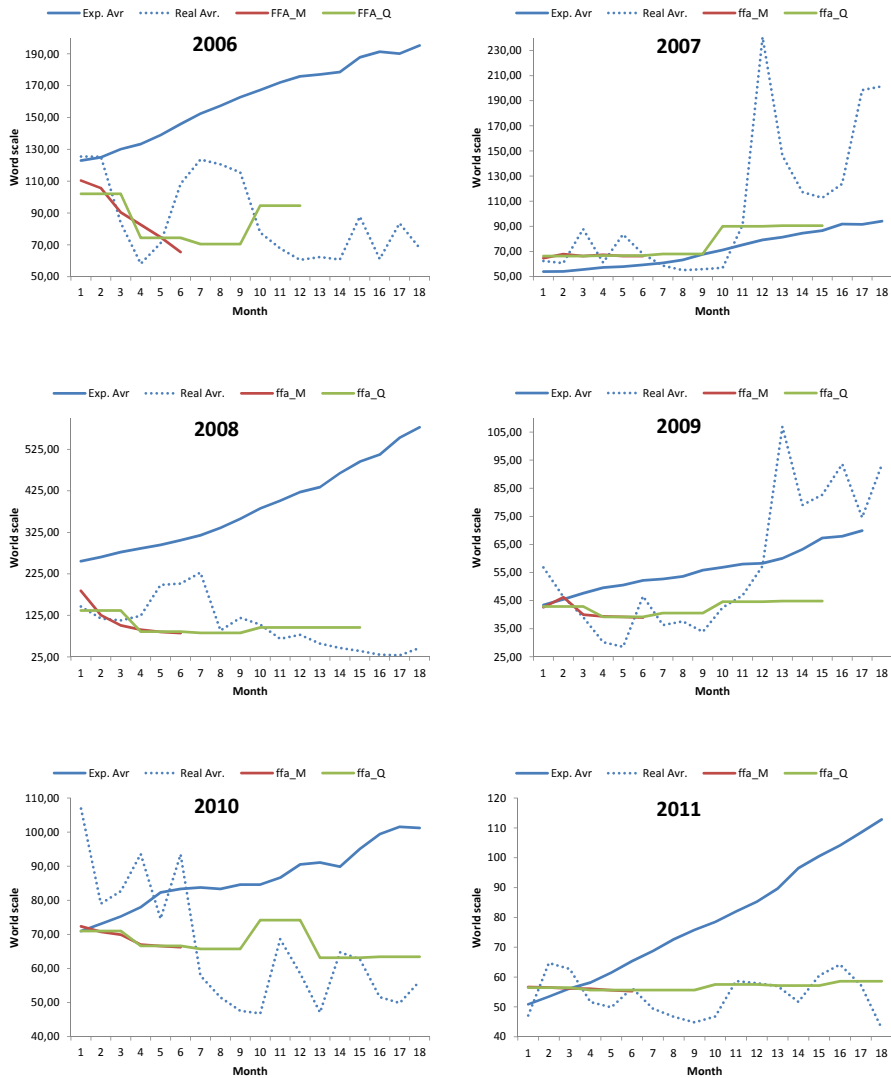 Exp. Avr Real Avr. FFA_M FFA_Q
2006
World scale
190,00
170,00
150,00
130,00
110,00
90,00
70,00
50,00
1 2 3 4 5 6 7 8 9 10 11 12 13 14 15 16 17 18
Month
Exp. Avr Real Avr. ffa_M ffa_Q
2007
World scale
230,00
210,00
190,00
170,00
150,00
130,00
110,00
90,00
70,00
50,00
1 2 3 4 5 6 7 8 9 10 11 12 13 14 15 16 17 18
Month
Exp. Avr Real Avr. ffa_M ffa_Q
2008
World scale
525,00
425,00
325,00
225,00
125,00
25,00
1 2 3 4 5 6 7 8 9 10 11 12 13 14 15 16 17 18
Month
Exp. Avr Real Avr. ffa_M ffa_Q
2009
World scale
105,00
95,00
85,00
75,00
65,00
55,00
45,00
35,00
25,00
1 2 3 4 5 6 7 8 9 10 11 12 13 14 15 16 17 18
Month
Exp. Avr Real Avr. ffa_M ffa_Q
2010
World scale
110,00
100,00
90,00
80,00
70,00
60,00
50,00
40,00
1 2 3 4 5 6 7 8 9 10 11 12 13 14 15 16 17 18
Month
Exp. Avr Real Avr. ffa_M ffa_Q
2011
World scale
120
110
100
90
80
70
60
50
40
1 2 3 4 5 6 7 8 9 10 11 12 13 14 15 16 17 18
Month